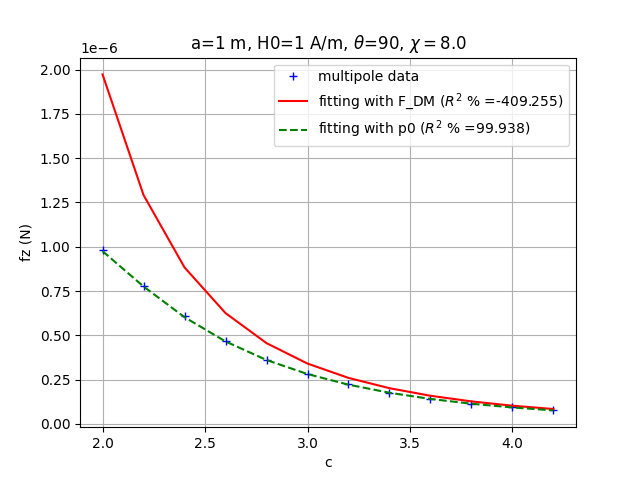 a=1 m, H0=1 A/m, θ=90, χ = 8.0
1e−6
multipole data
fitting with F_DM (R² % =-409.255)
fitting with p0 (R² % =99.938)
2.00
1.75
1.50
1.25
1.00
0.75
0.50
0.25
0.00
fz (N)
2.0 2.5 3.0 3.5 4.0
c